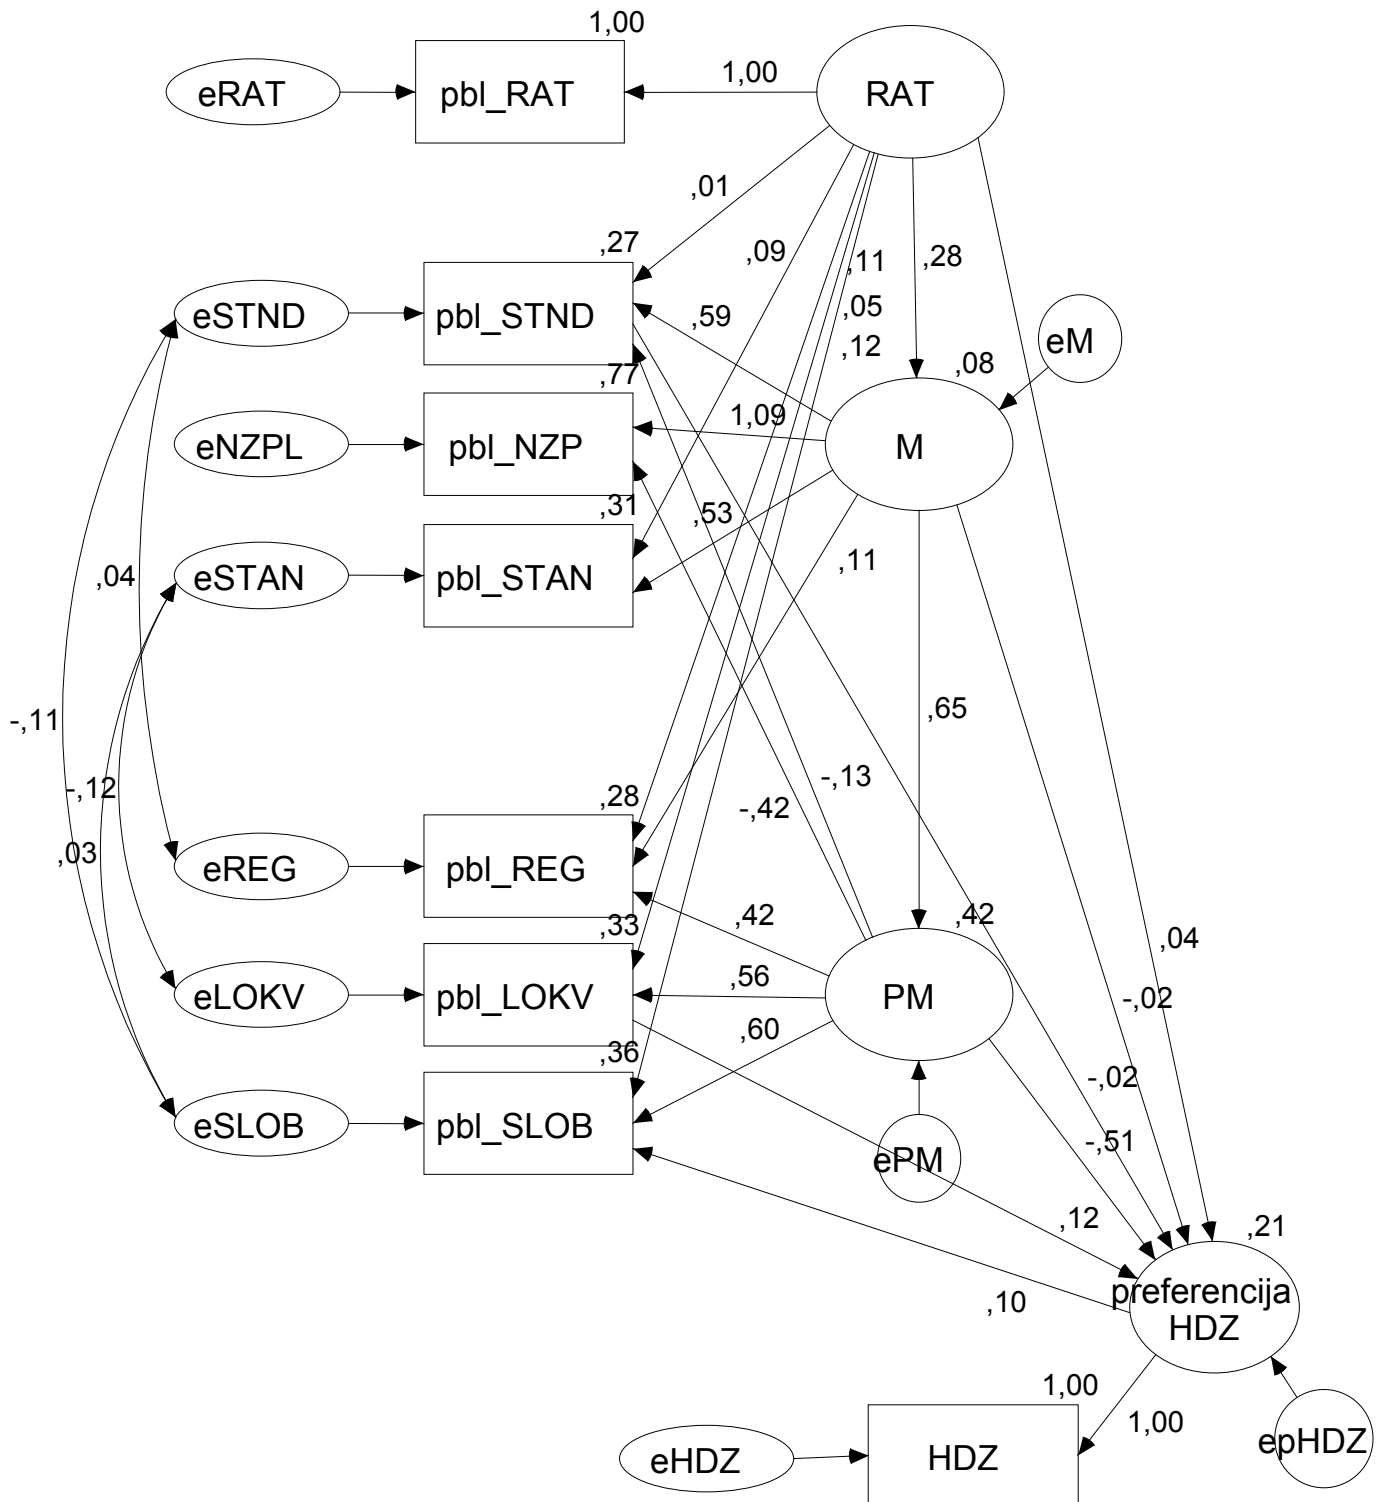 1,00
eRAT
pbl_RAT
1,00
RAT
,01
,27
,09
,11
,28
eSTND
pbl_STND
,59
,05
,12
eM
,77
,08
1,09
eNZPL
pbl_NZP
M
,31
,53
,04
eSTAN
pbl_STAN
,11
-,11
,65
-,12
-,13
,28
-,42
,03
eREG
pbl_REG
,33
,42
,42
,04
,56
eLOKV
pbl_LOKV
PM
-,02
,36
,60
-,02
eSLOB
pbl_SLOB
-,51
ePM
,12
,21
,10
preferencija
HDZ
1,00
1,00
eHDZ
HDZ
epHDZ